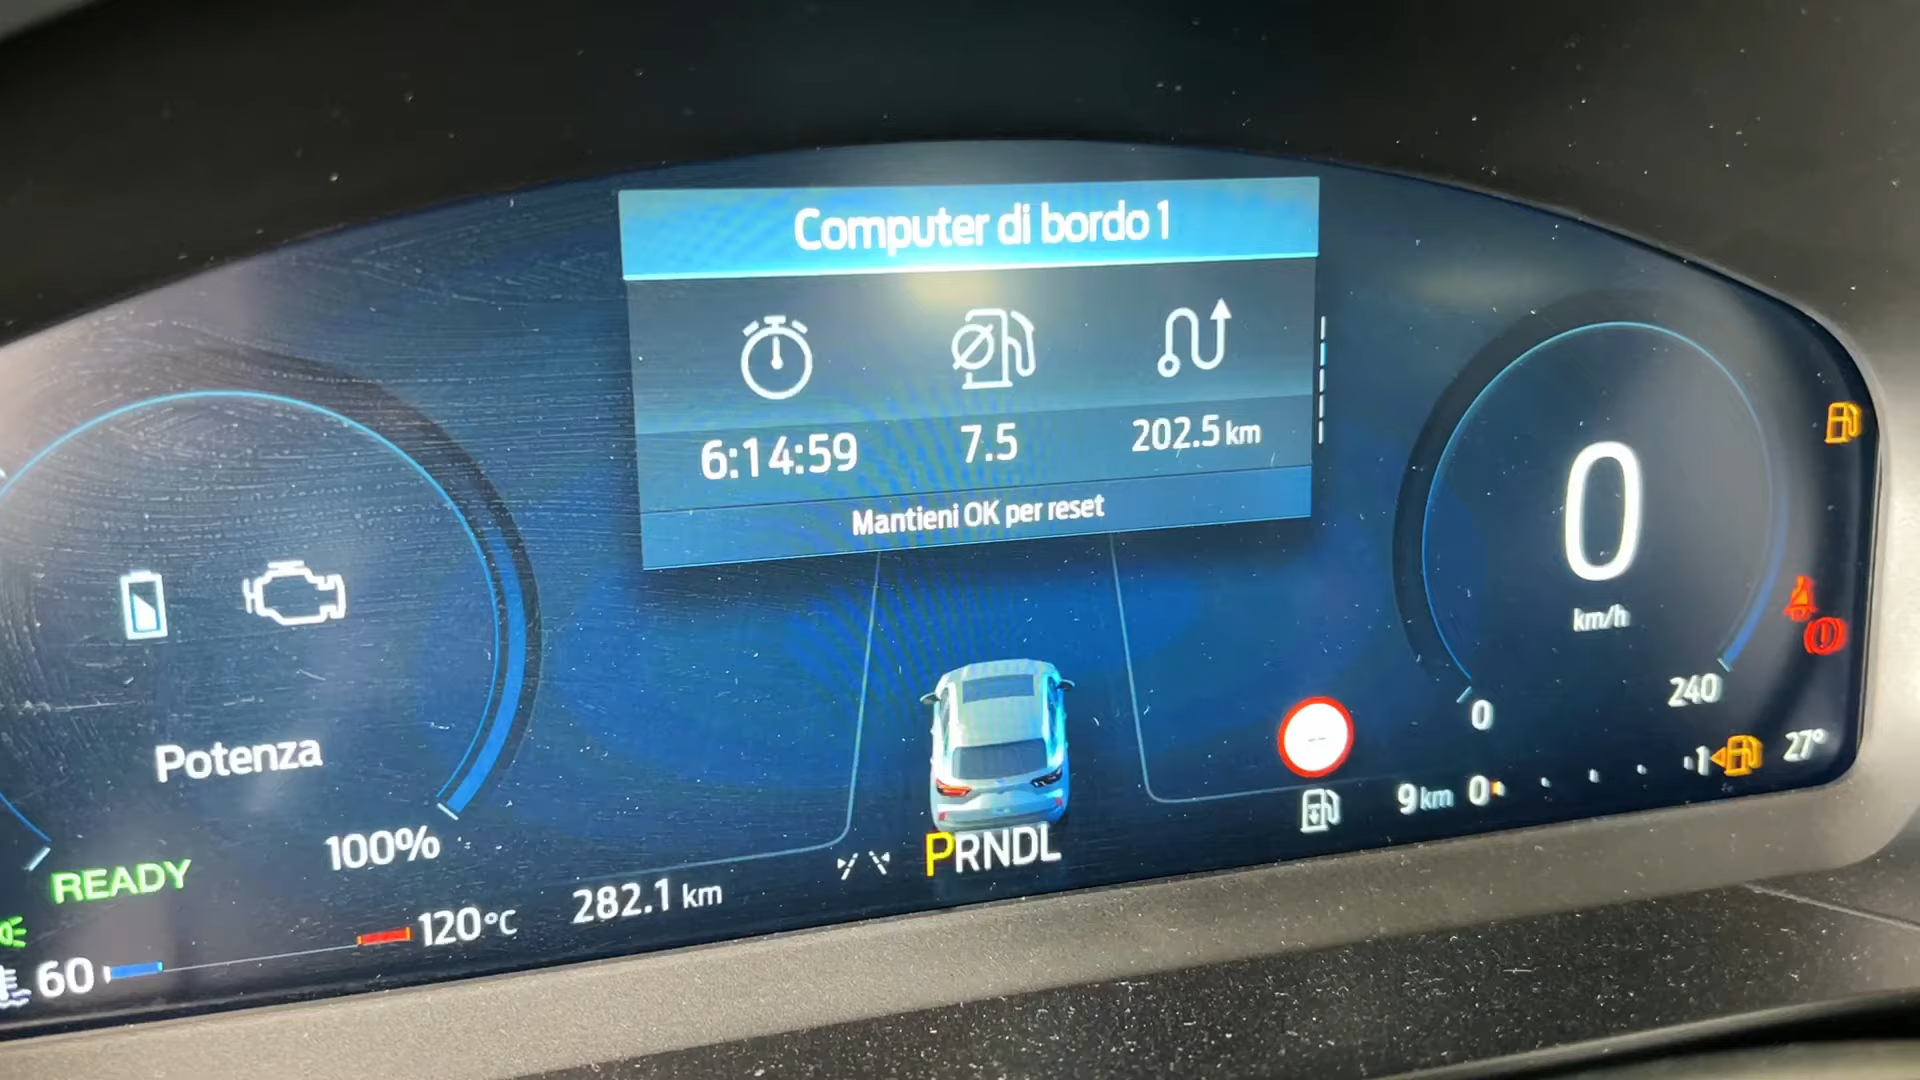 Computer di bordo 1
6:14:59 7.5 202.5 km
Mantieni OK per reset
Potenza
100%
READY
60 120°C
282.1 km
PRNDL
0
km/h
0 240
--
9 km 0 1 27°